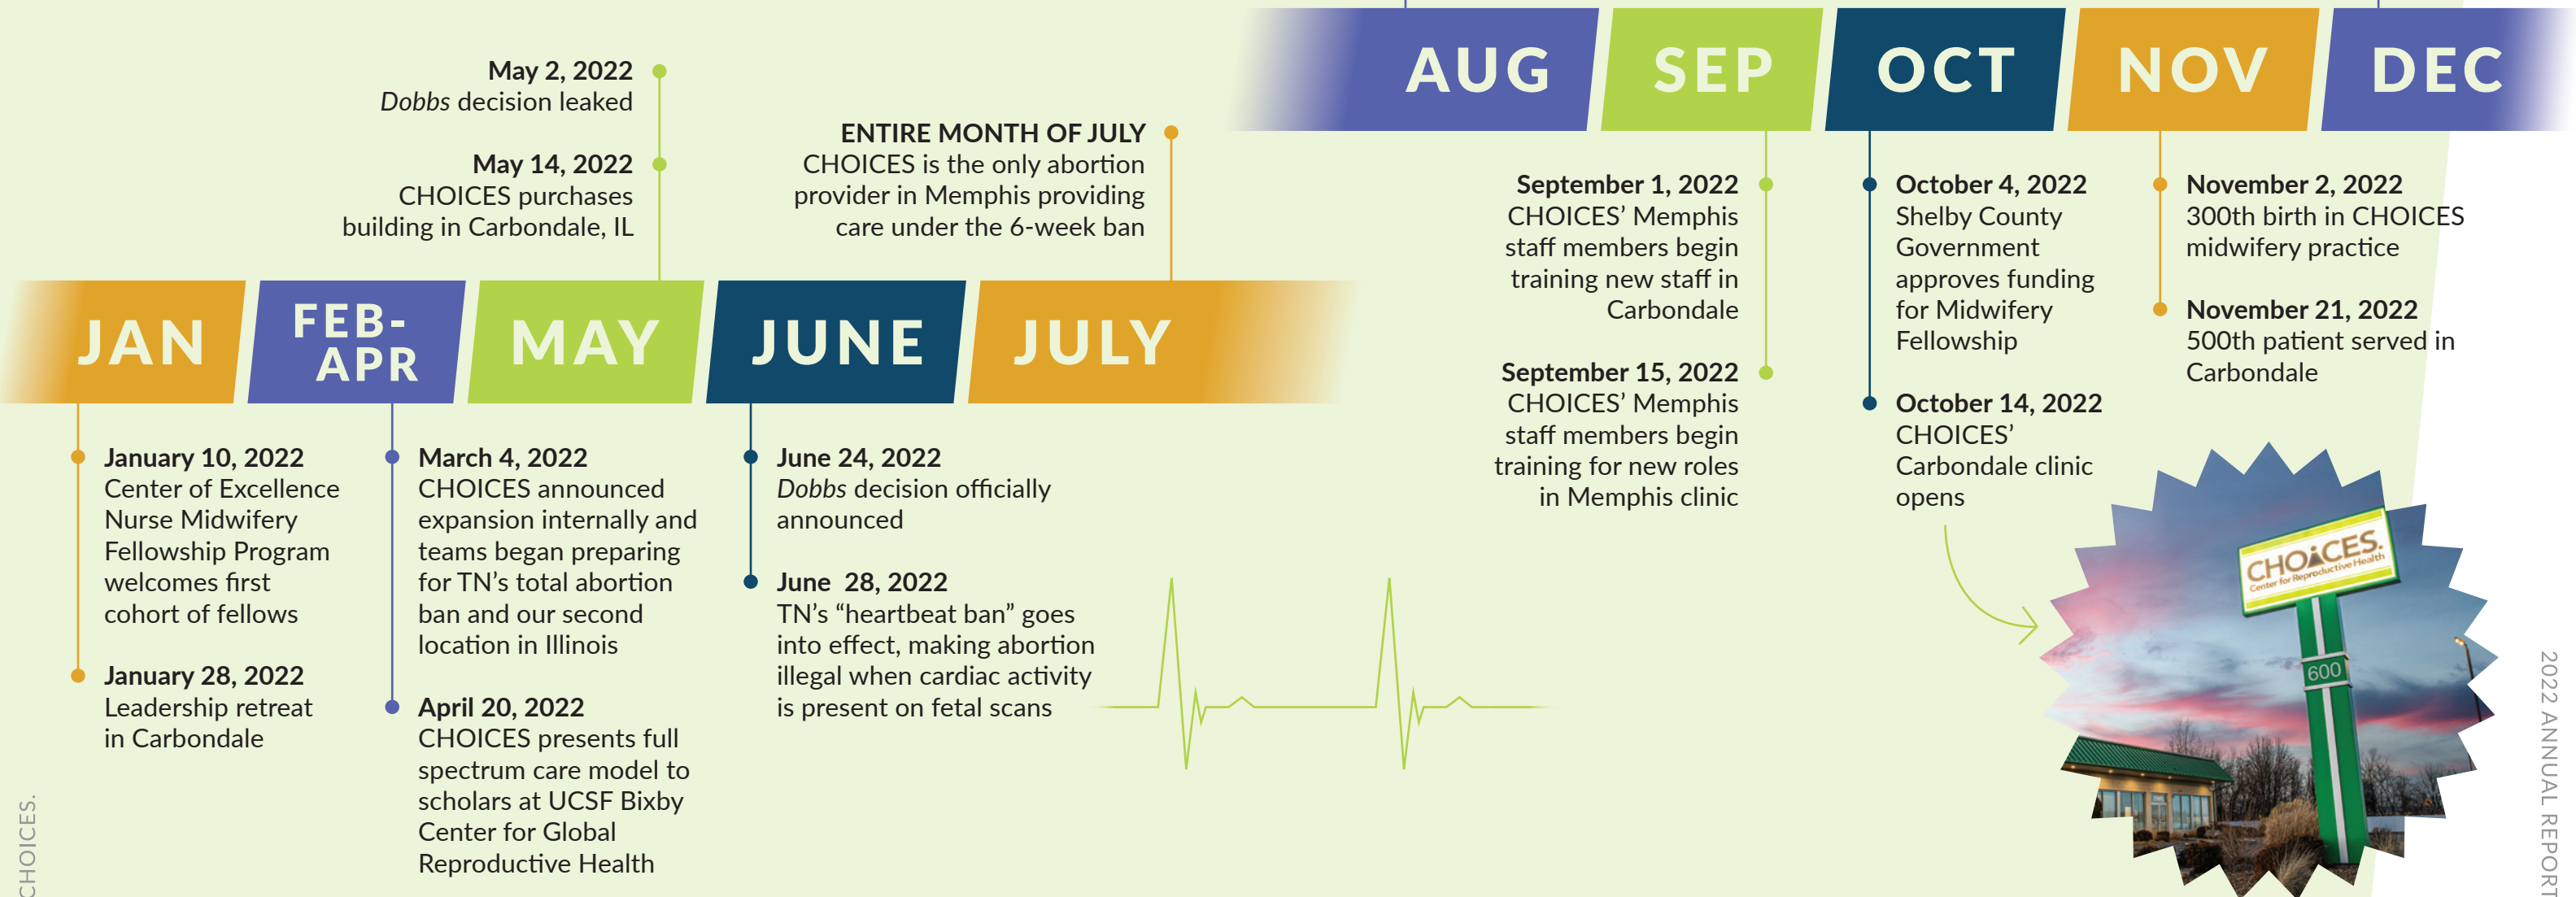 May 2, 2022
Dobbs decision leaked
May 14, 2022
CHOICES purchases
building in Carbondale, IL
ENTIRE MONTH OF JULY
CHOICES is the only abortion
provider in Memphis providing
care under the 6-week ban
JAN
FEB-
APR
MAY
JUNE
JULY
January 10, 2022
Center of Excellence
Nurse Midwifery
Fellowship Program
welcomes first
cohort of fellows
January 28, 2022
Leadership retreat
in Carbondale
March 4, 2022
CHOICES announced
expansion internally and
teams began preparing
for TN's total abortion
ban and our second
location in Illinois
April 20, 2022
CHOICES presents full
spectrum care model to
scholars at UCSF Bixby
Center for Global
Reproductive Health
June 24, 2022
Dobbs decision officially
announced
June  28, 2022
TN's “heartbeat ban” goes
into effect, making abortion
illegal when cardiac activity
is present on fetal scans
AUG
SEP
OCT
NOV
DEC
September 1, 2022
CHOICES’ Memphis
staff members begin
training new staff in
Carbondale
September 15, 2022
CHOICES’ Memphis
staff members begin
training for new roles
in Memphis clinic
October 4, 2022
Shelby County
Government
approves funding
for Midwifery
Fellowship
October 14, 2022
CHOICES’
Carbondale clinic
opens
November 2, 2022
300th birth in CHOICES
midwifery practice
November 21, 2022
500th patient served in
Carbondale
CHOICES.
Center for Reproductive Health
600
CHOICES.
2022 ANNUAL REPORT